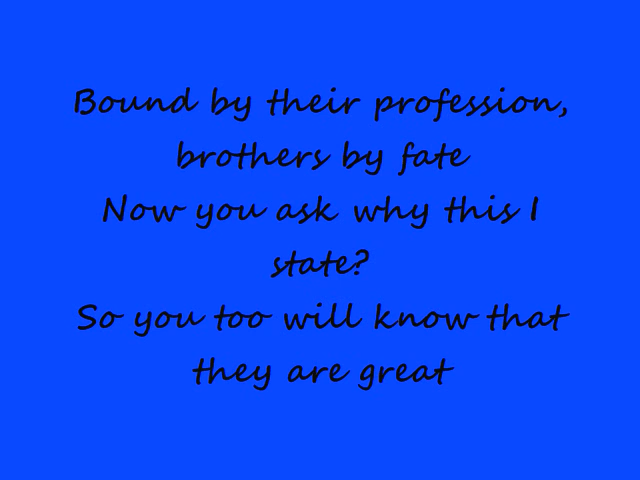 Bound by their profession,
brothers by fate
Now you ask why this I
state?
So you too will know that
they are great